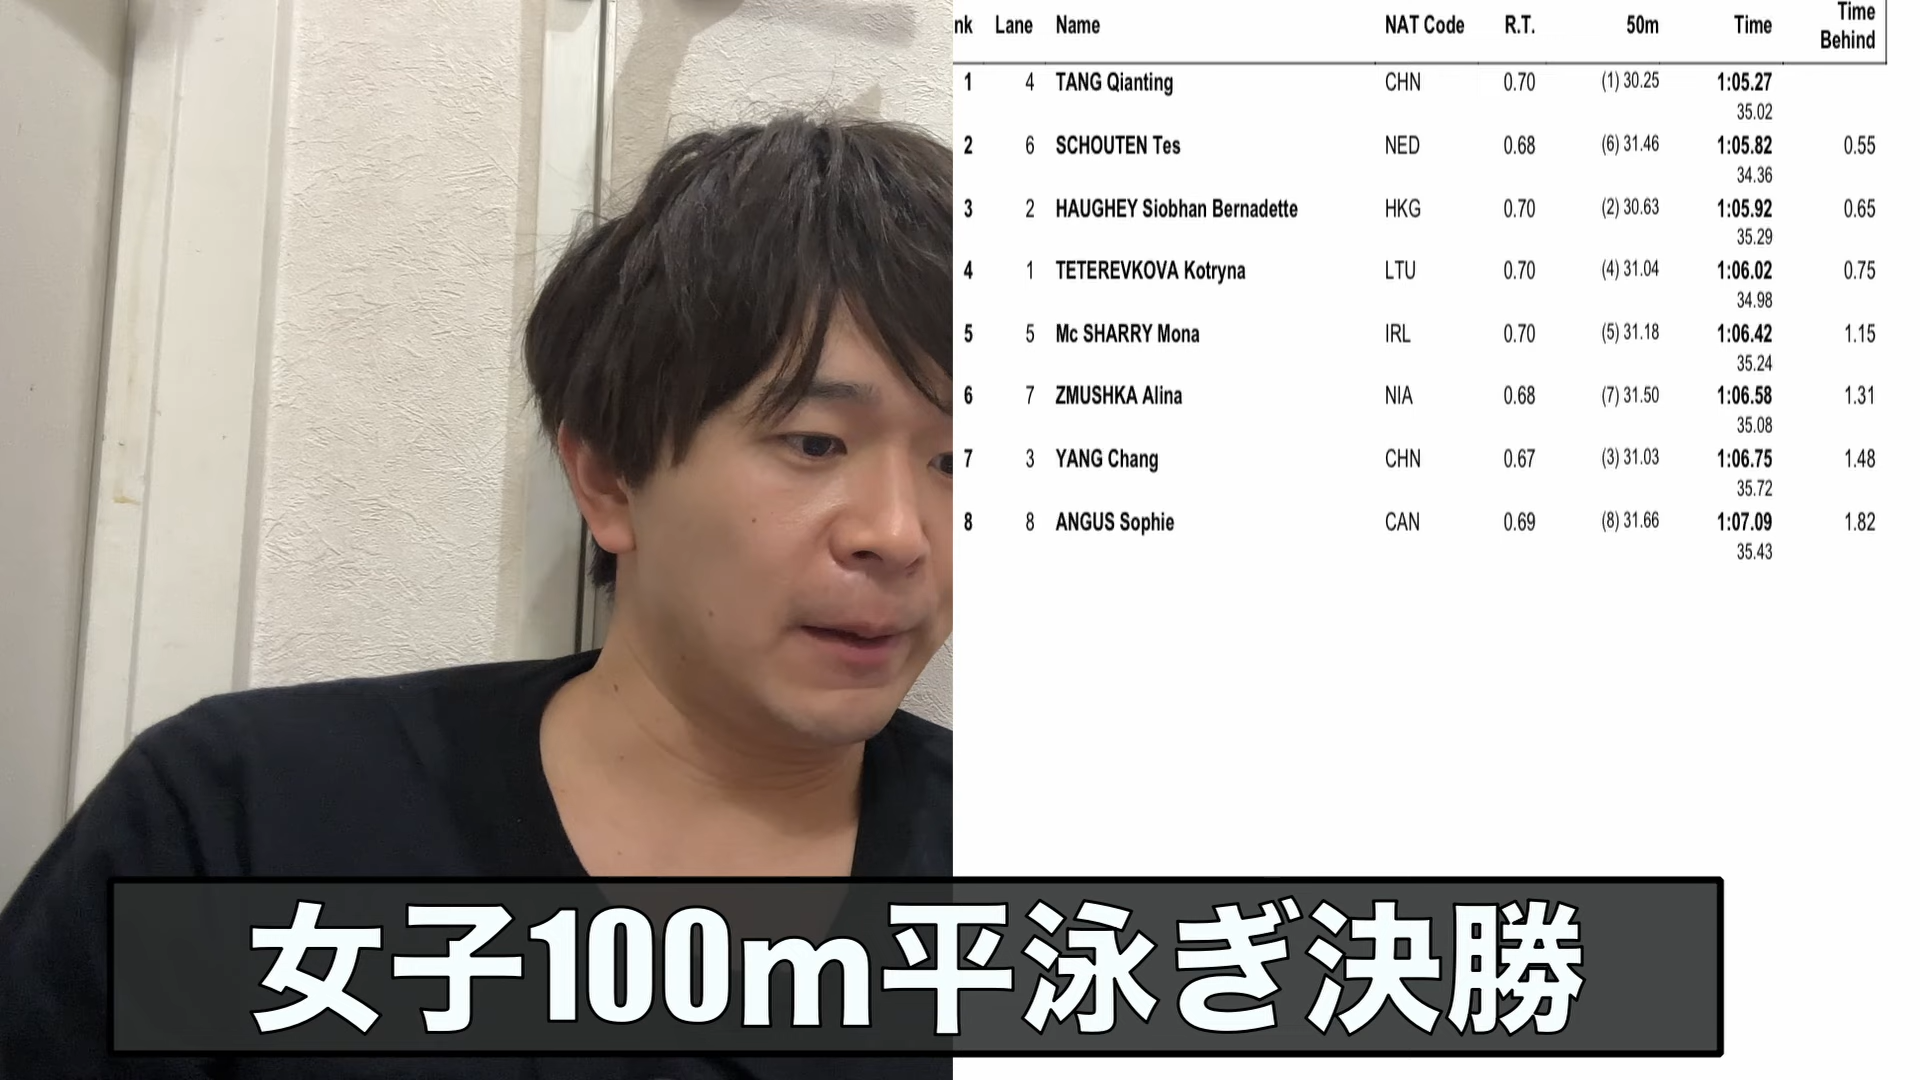 nk Lane Name NAT Code R.T. 50m Time Time Behind
1 4 TANG Qianting CHN 0.70 (1) 30.25 1:05.27
35.02
2 6 SCHOUTEN Tes NED 0.68 (6) 31.46 1:05.82 0.55
34.36
3 2 HAUGHEY Siobhan Bernadette HKG 0.70 (2) 30.63 1:05.92 0.65
35.29
4 1 TETEREVKOVA Kotryna LTU 0.70 (4) 31.04 1:06.02 0.75
34.98
5 5 Mc SHARRY Mona IRL 0.70 (5) 31.18 1:06.42 1.15
35.24
6 7 ZMUSHKA Alina NIA 0.68 (7) 31.50 1:06.58 1.31
35.08
7 3 YANG Chang CHN 0.67 (3) 31.03 1:06.75 1.48
35.72
8 8 ANGUS Sophie CAN 0.69 (8) 31.66 1:07.09 1.82
35.43
女子100m平泳ぎ決勝